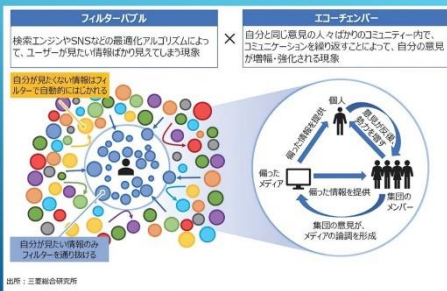 フィルターバブル
×
エコーチェンバー
検索エンジンやSNSなどの最適化アルゴリズムによっ
て、ユーザーが見たい情報ばかり見えてしまう現象
自分と同じ意見の人々ばかりのコミュニティー内で、
コミュニケーションを繰り返すことによって、自分の意見
が増幅・強化される現象
自分が見たくない情報はフィ
ルターで自動的にはじかれる
自分が見たい情報のみ
フィルターを通り抜ける
個人
偏った情報を提供
意見が反復、
勢力を増す
偏った
メディア
偏った情報を提供
集団の
メンバー
集団の意見が、
メディアの論調を形成
出所：三菱総合研究所